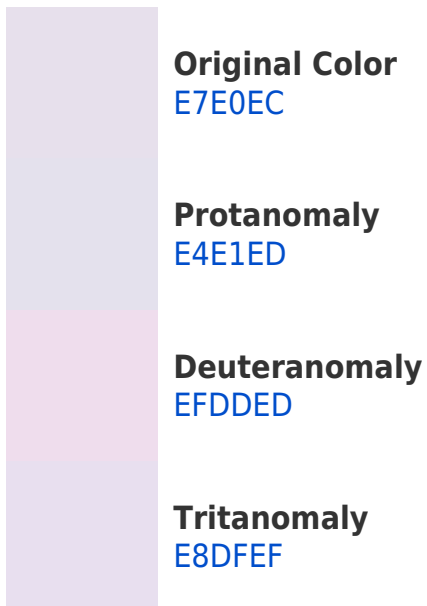 Original Color
E7E0EC
Protanomaly
E4E1ED
Deuteranomaly
EFDDED
Tritanomaly
E8DFEF